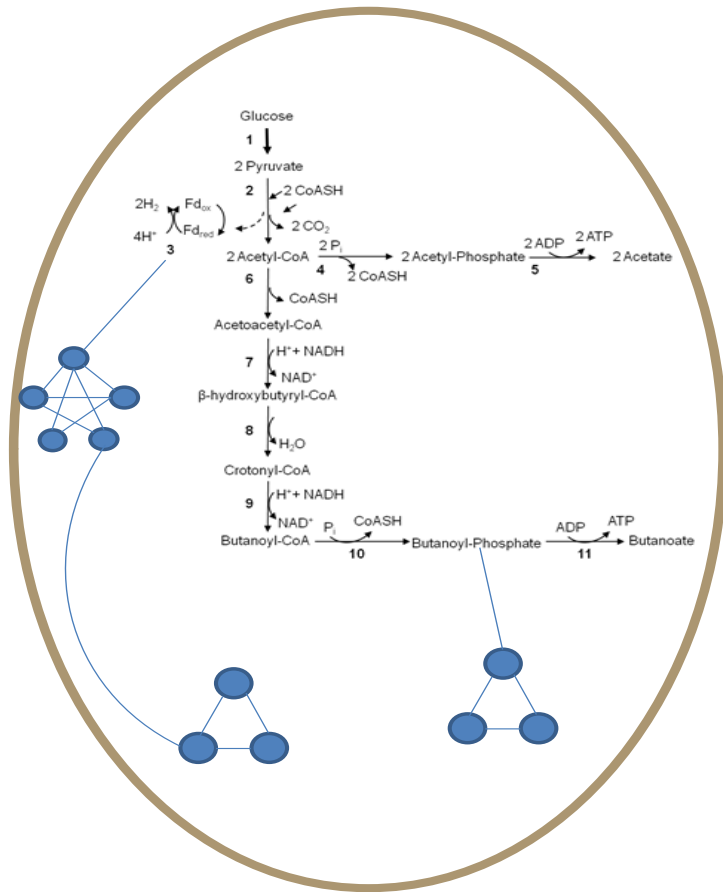 Glucose
1
2 Pyruvate
2
2 CoASH
2H₂ Fdox
2 CO₂
4H⁺ Fdred
3
2 Acetyl-CoA
2 Pi
4
2 CoASH
2 Acetyl-Phosphate
2 ADP
2 ATP
5
2 Acetate
6
CoASH
Acetoacetyl-CoA
7
H⁺+ NADH
NAD⁺
β-hydroxybutyryl-CoA
8
H₂O
Crotonyl-CoA
9
H⁺+ NADH
NAD⁺
Butanoyl-CoA
Pi
CoASH
10
Butanoyl-Phosphate
ADP
ATP
11
Butanoate